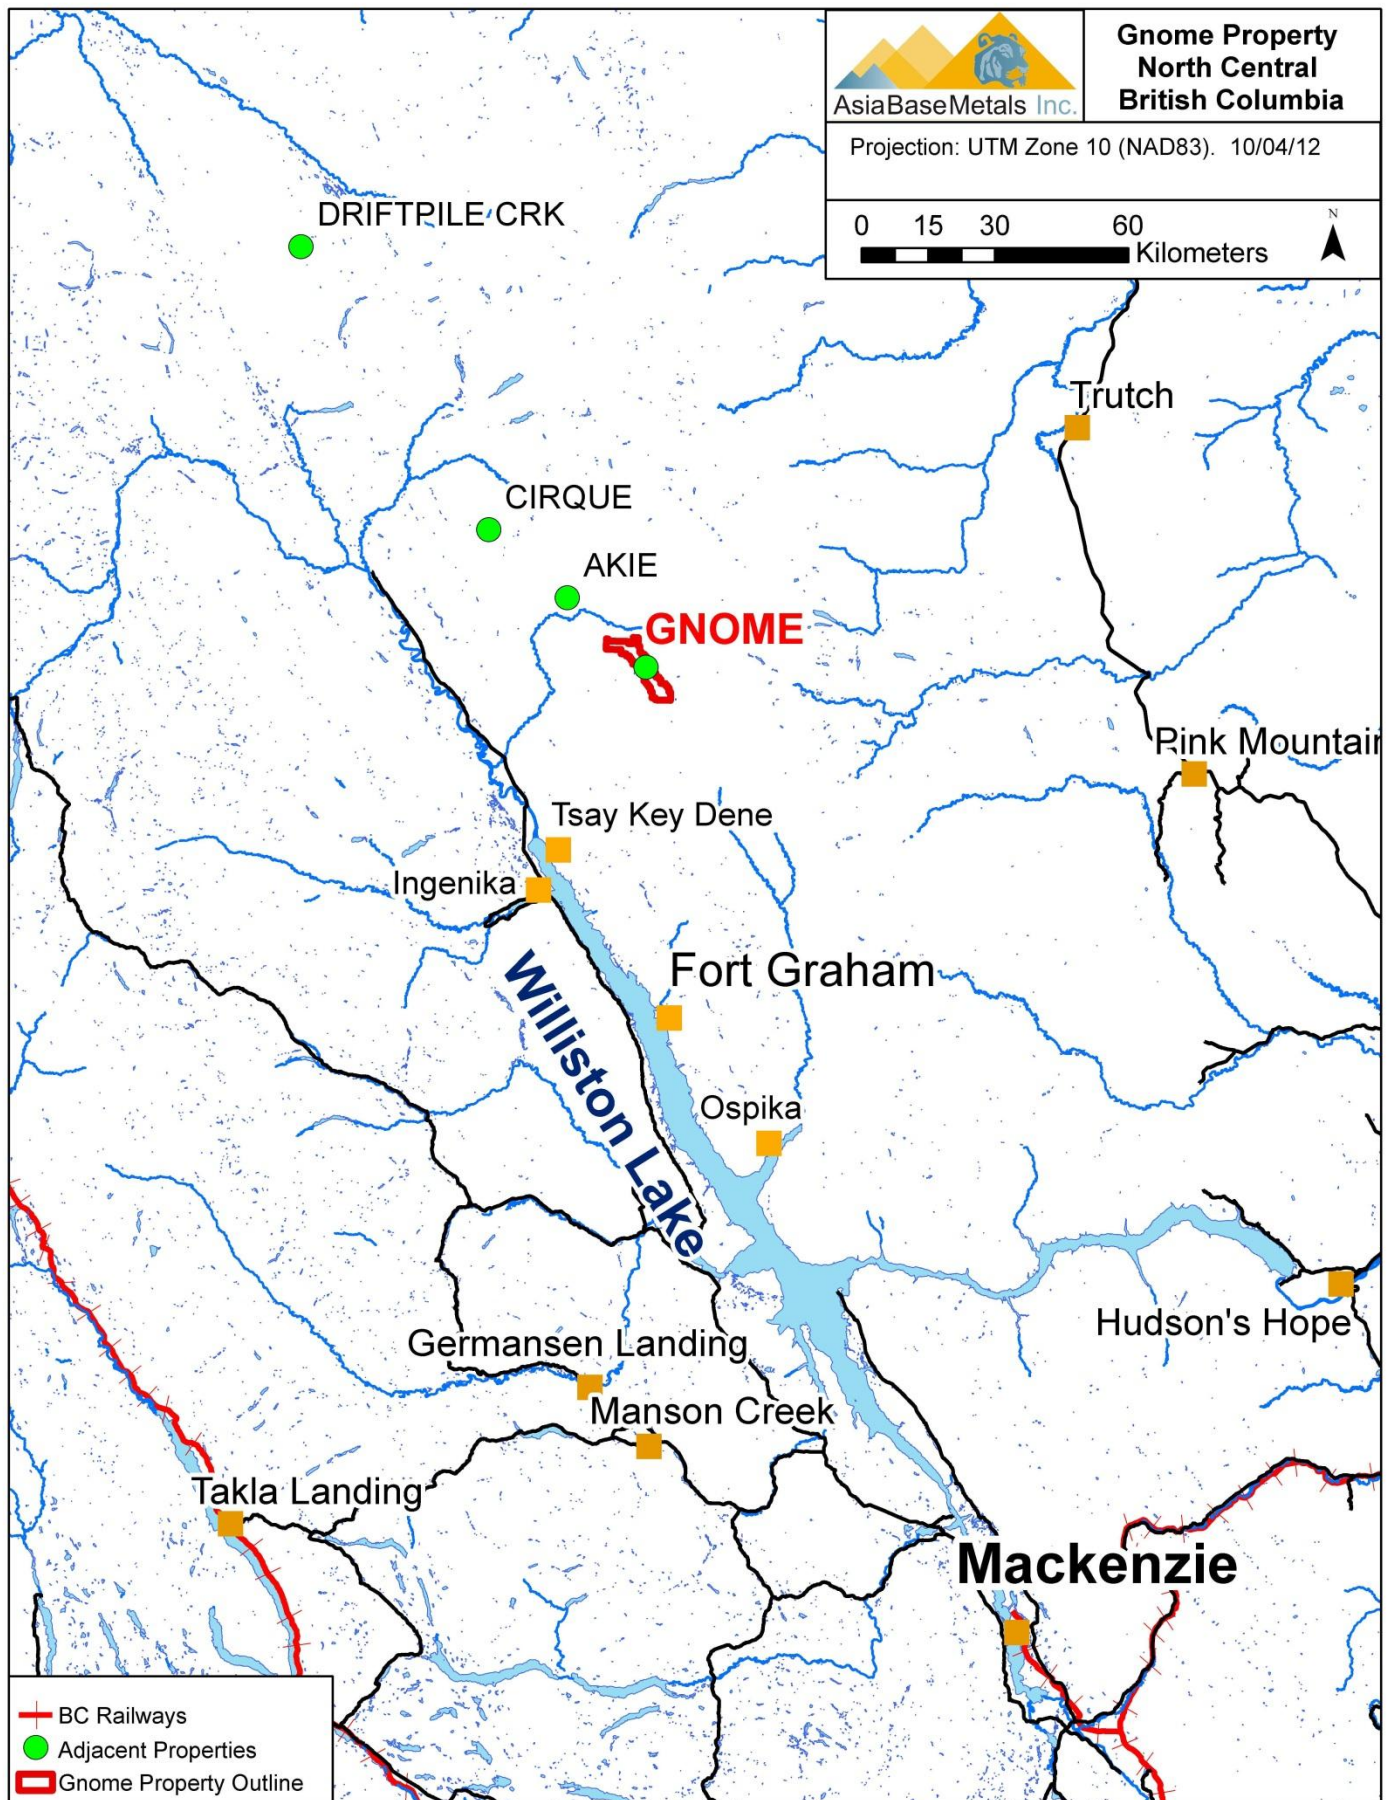 AsiaBaseMetals Inc.
Gnome Property
North Central
British Columbia
Projection: UTM Zone 10 (NAD83). 10/04/12
0 15 30 60
Kilometers
N
DRIFTPILE CRK
Trutch
CIRQUE
AKIE
GNOME
Pink Mountain
Tsay Key Dene
Ingenika
Fort Graham
Williston Lake
Ospika
Hudson's Hope
Germansen Landing
Manson Creek
Takla Landing
Mackenzie
BC Railways
Adjacent Properties
Gnome Property Outline